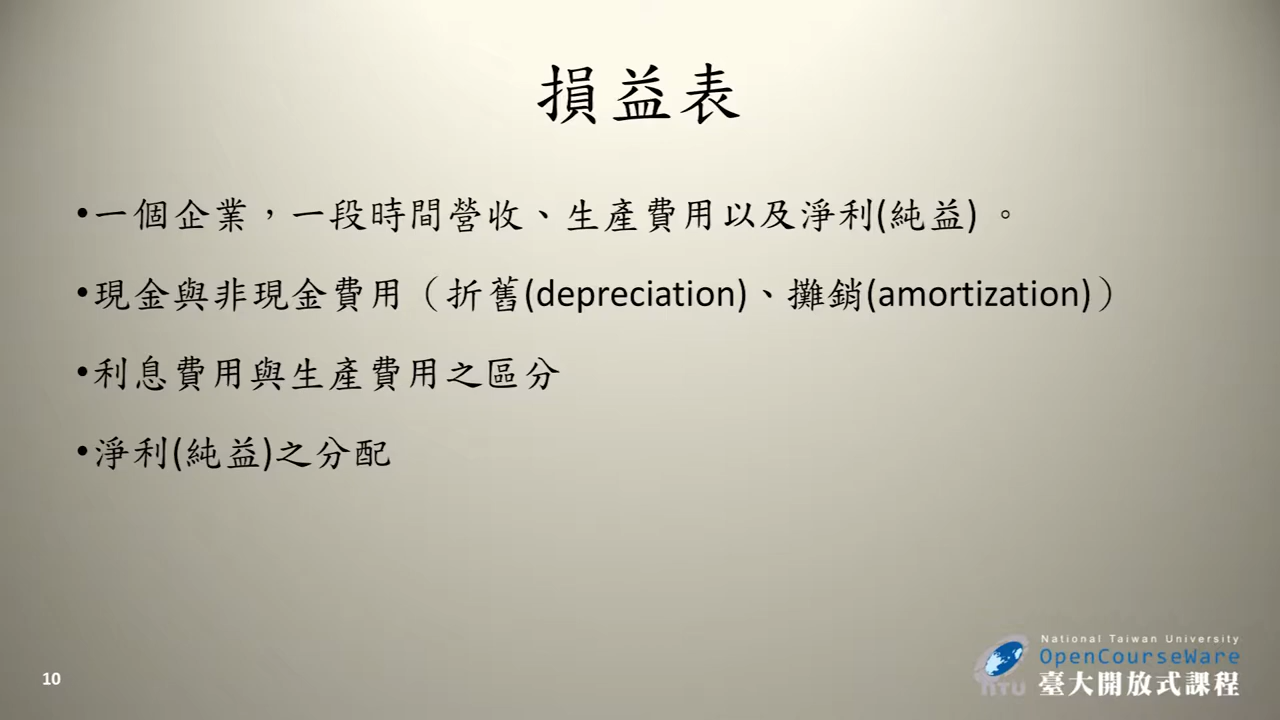 損益表
•一個企業，一段時間營收、生產費用以及淨利(純益) 。
•現金與非現金費用（折舊(depreciation)、攤銷(amortization)）
•利息費用與生產費用之區分
•淨利(純益)之分配
10
NTU
National Taiwan University
OpenCourseWare
臺大開放式課程